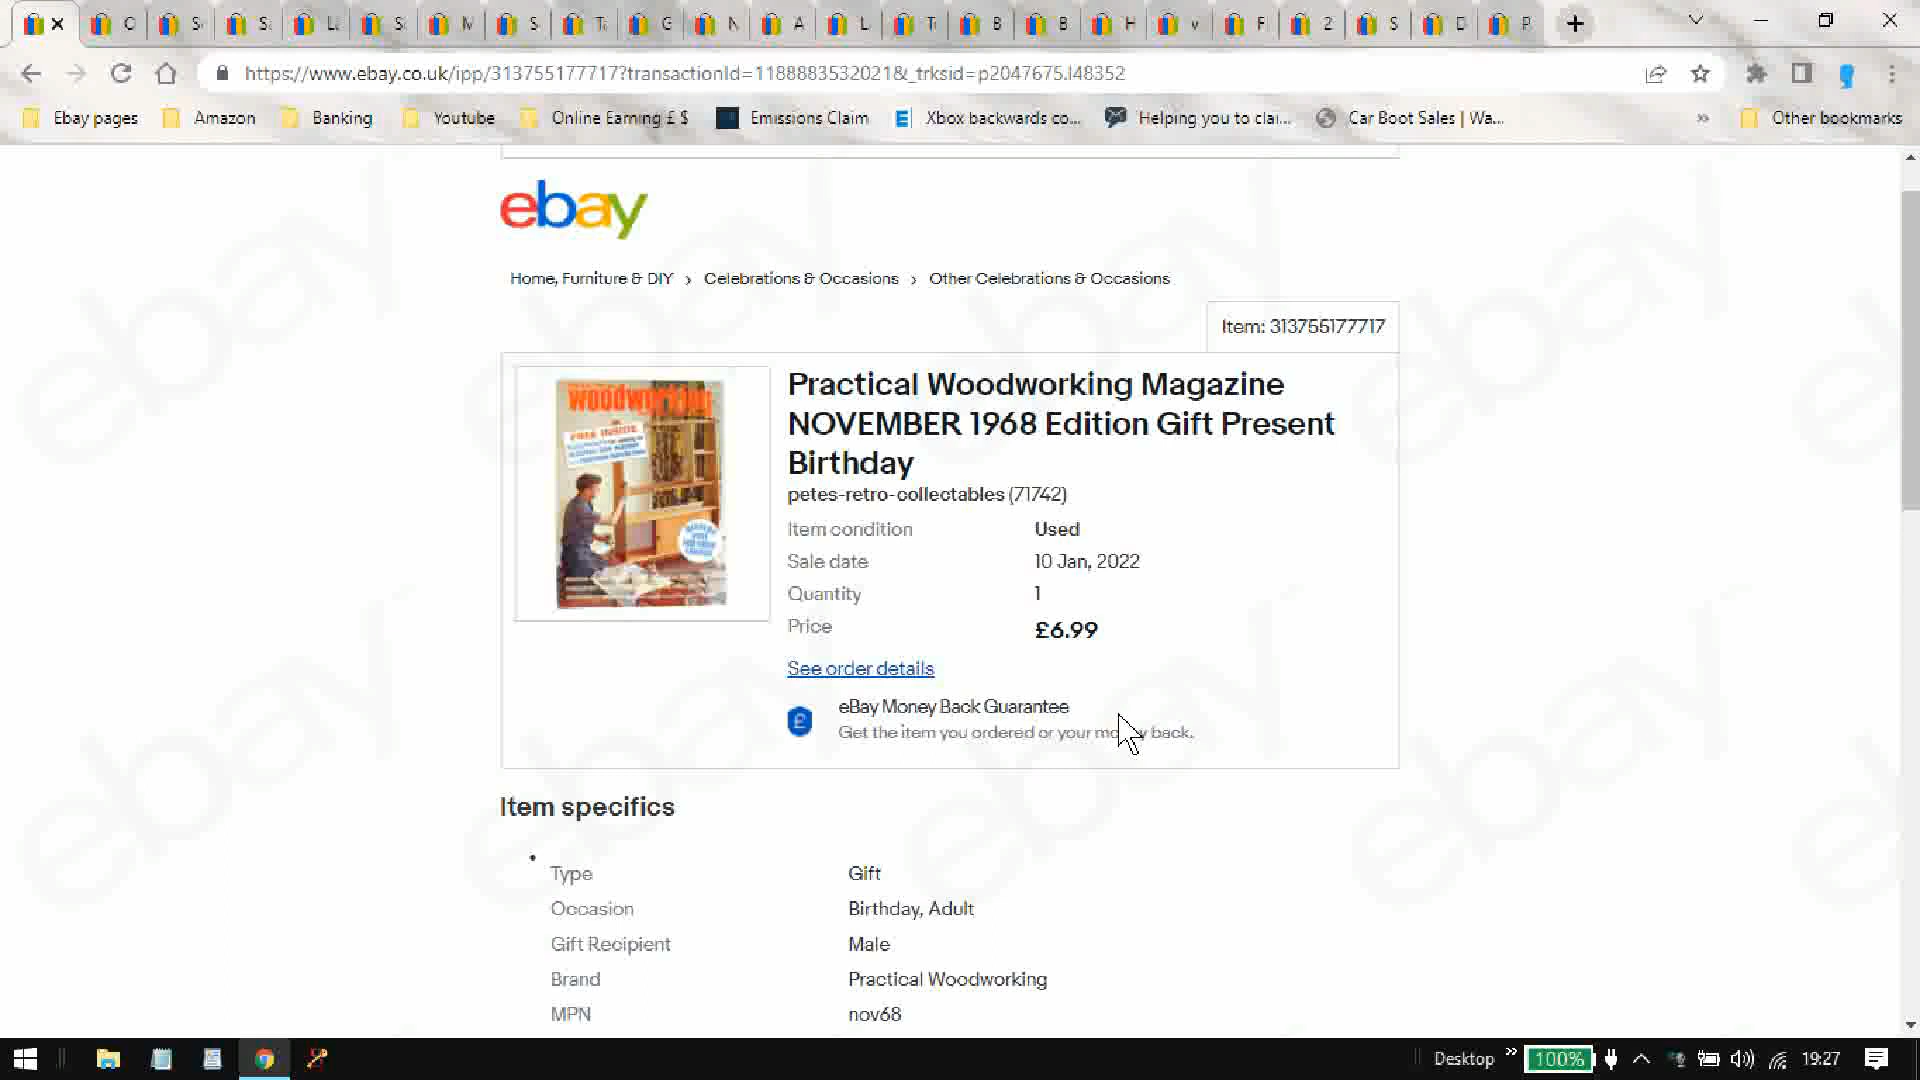 C
S
S
L
S
M
S
T
G
N
A
L
T
B
B
H
v
F
2
S
D
P
https://www.ebay.co.uk/ipp/313755177717?transactionId=1188883532021&_trksid=p2047675.l48352
Ebay pages
Amazon
Banking
Youtube
Online Earning £ $
Emissions Claim
Xbox backwards co...
Helping you to clai...
Car Boot Sales | Wa...
»
Other bookmarks
ebay
Home, Furniture & DIY > Celebrations & Occasions > Other Celebrations & Occasions
Item: 313755177717
woodworking
FREE INSIDE
Practical Woodworking Magazine
NOVEMBER 1968 Edition Gift Present
Birthday
petes-retro-collectables (71742)
Item condition Used
Sale date 10 Jan, 2022
Quantity 1
Price £6.99
See order details
eBay Money Back Guarantee
Get the item you ordered or your money back.
Item specifics
Type Gift
Occasion Birthday, Adult
Gift Recipient Male
Brand Practical Woodworking
MPN nov68
Desktop » 100% 19:27